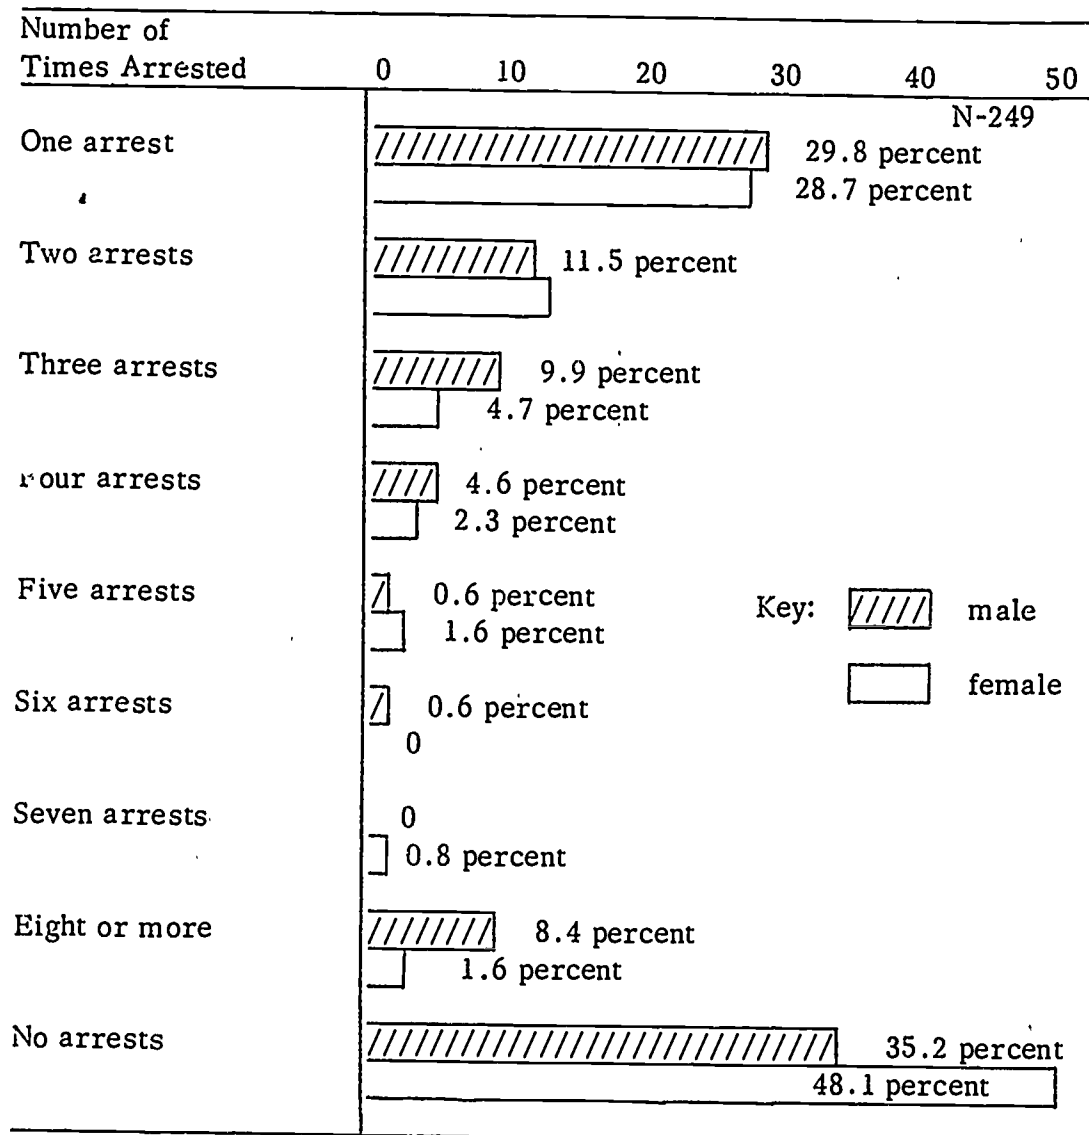 Number of
Times Arrested 0 10 20 30 40 50
N-249
One arrest 29.8 percent
28.7 percent
Two arrests 11.5 percent
Three arrests 9.9 percent
4.7 percent
Four arrests 4.6 percent
2.3 percent
Five arrests 0.6 percent
1.6 percent
Key: male
female
Six arrests 0.6 percent
0
Seven arrests 0
0.8 percent
Eight or more 8.4 percent
1.6 percent
No arrests 35.2 percent
48.1 percent